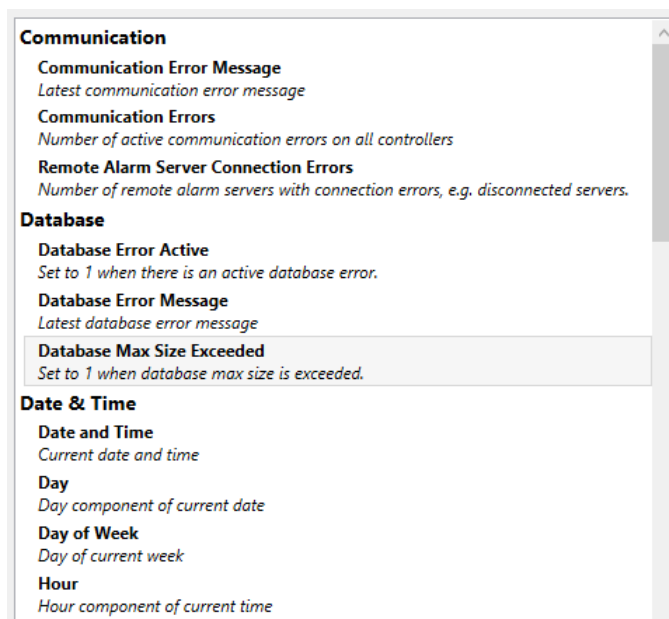 Communication
Communication Error Message
Latest communication error message
Communication Errors
Number of active communication errors on all controllers
Remote Alarm Server Connection Errors
Number of remote alarm servers with connection errors, e.g. disconnected servers.
Database
Database Error Active
Set to 1 when there is an active database error.
Database Error Message
Latest database error message
Database Max Size Exceeded
Set to 1 when database max size is exceeded.
Date & Time
Date and Time
Current date and time
Day
Day component of current date
Day of Week
Day of current week
Hour
Hour component of current time